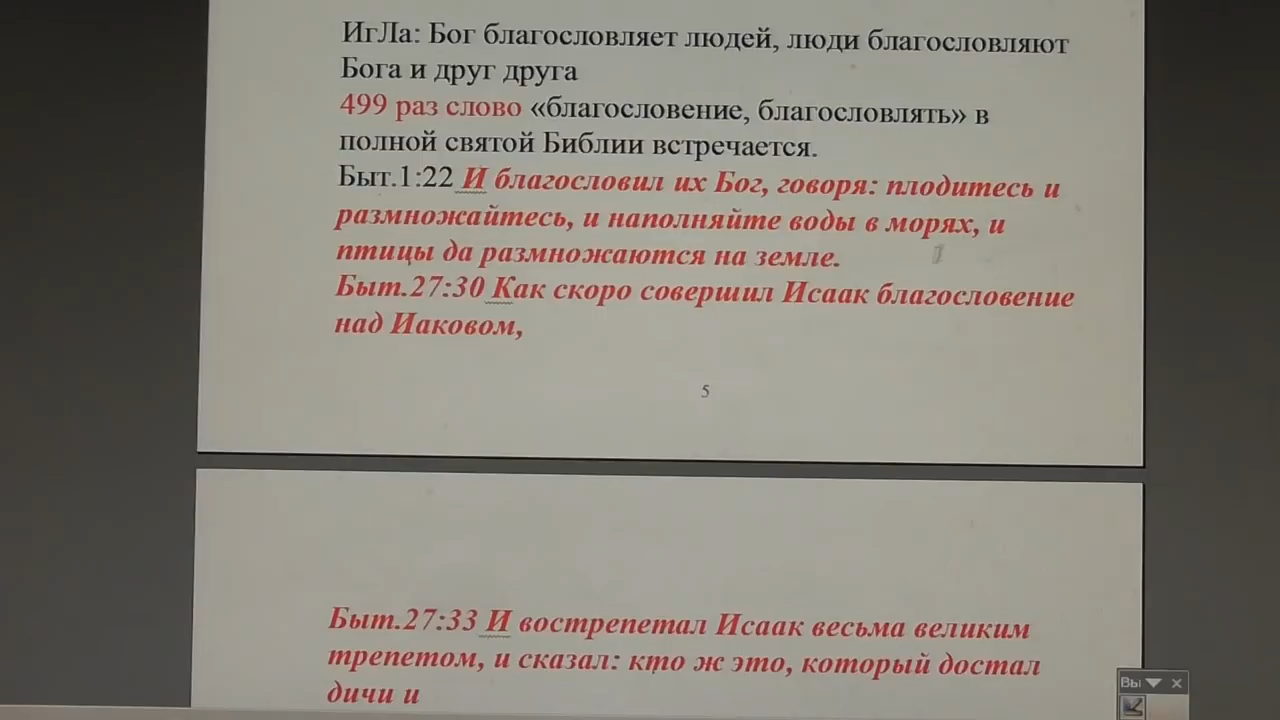 ИгЛа: Бог благословляет людей, люди благословляют
Бога и друг друга
499 раз слово «благословение, благословлять» в
полной святой Библии встречается.
Быт.1:22 И благословил их Бог, говоря: плодитесь и
размножайтесь, и наполняйте воды в морях, и
птицы да размножаются на земле.
Быт.27:30 Как скоро совершил Исаак благословение
над Иаковом,
5
Быт.27:33 И вострепетал Исаак весьма великим
трепетом, и сказал: кто ж это, который достал
дичи и
Вы